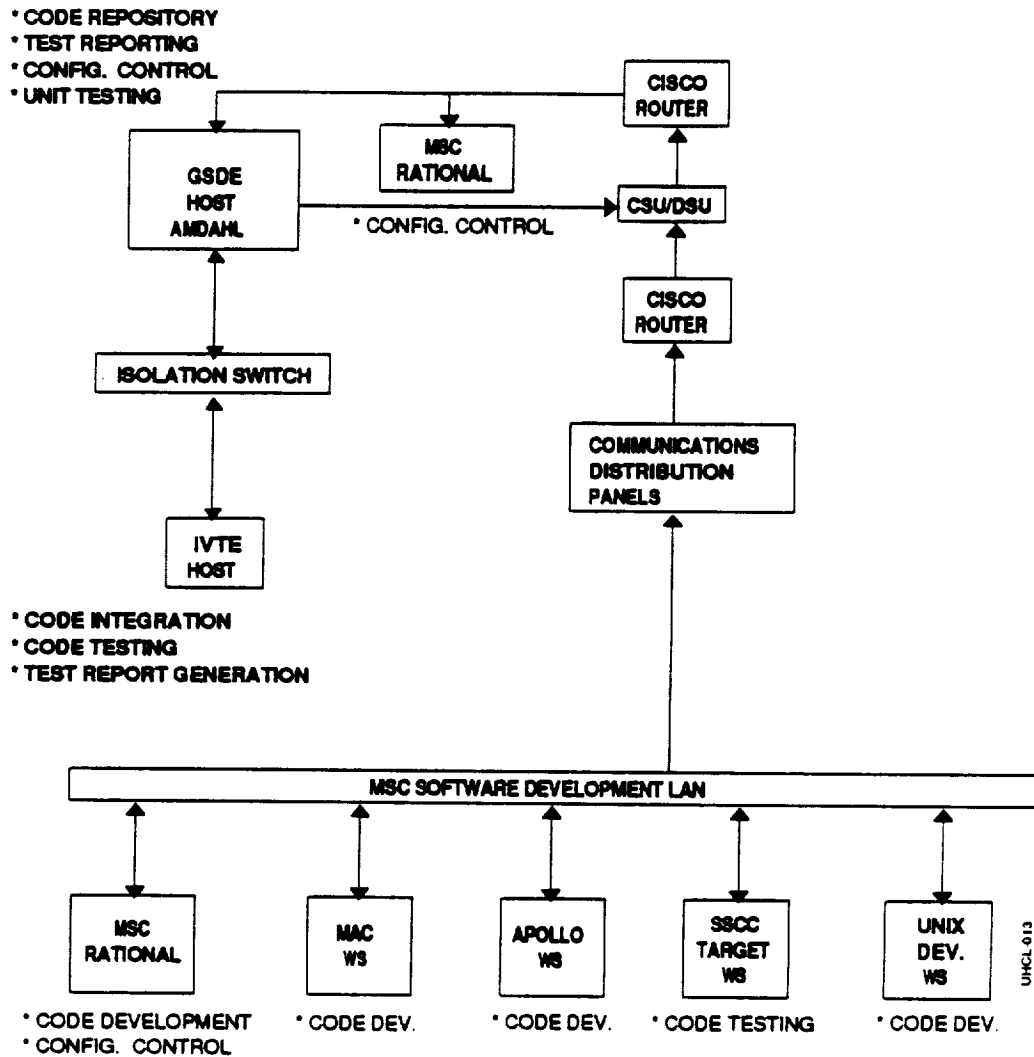 * CODE REPOSITORY
* TEST REPORTING
* CONFIG. CONTROL
* UNIT TESTING
CISCO
ROUTER
MSC
RATIONAL
GSDE
HOST
AMDAHL
CSU/DSU
* CONFIG. CONTROL
CISCO
ROUTER
ISOLATION SWITCH
COMMUNICATIONS
DISTRIBUTION
PANELS
IVTE
HOST
* CODE INTEGRATION
* CODE TESTING
* TEST REPORT GENERATION
MSC SOFTWARE DEVELOPMENT LAN
MSC
RATIONAL
MAC
WS
APOLLO
WS
SSCC
TARGET
WS
UNIX
DEV.
WS
* CODE DEVELOPMENT
* CONFIG. CONTROL
* CODE DEV.
* CODE DEV.
* CODE TESTING
* CODE DEV.
UHCL-013